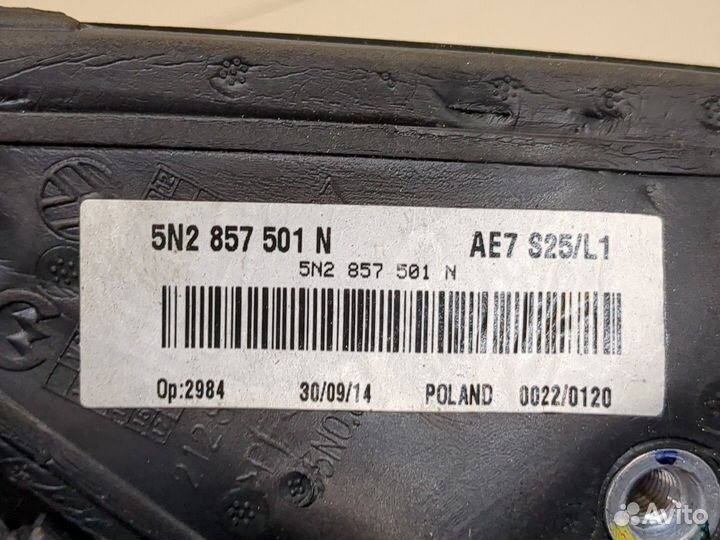 5N2 857 501 N AE7 S25/L1
5N2 857 501 N
Op:2984 30/09/14 POLAND 0022/0120
Avito